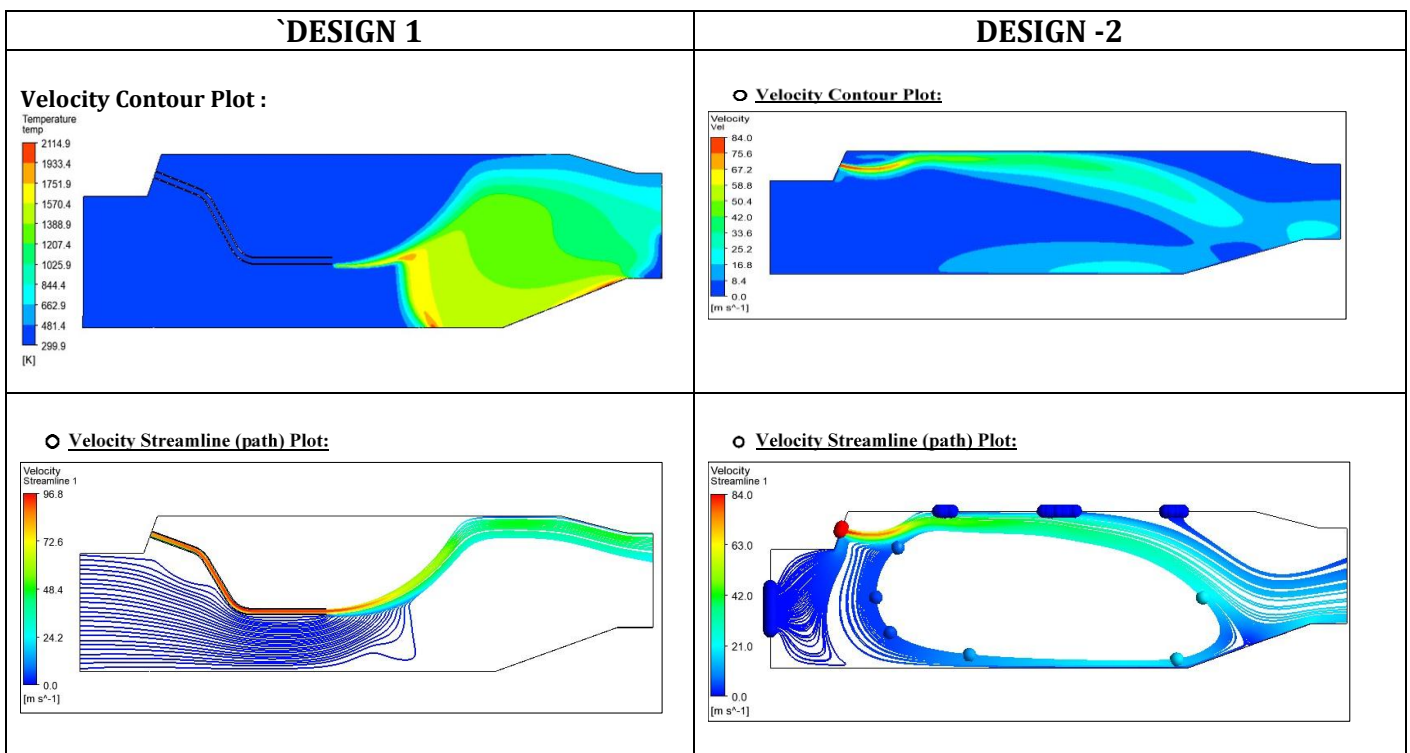 `DESIGN 1
DESIGN -2
Velocity Contour Plot :
Temperature
temp
2114.9
1933.4
1751.9
1570.4
1388.9
1207.4
1025.9
844.4
662.9
481.4
299.9
[K]
Velocity Contour Plot:
Velocity
Vel
84.0
75.6
67.2
58.8
50.4
42.0
33.6
25.2
16.8
8.4
0.0
[m s^-1]
Velocity Streamline (path) Plot:
Velocity
Streamline 1
96.8
72.6
48.4
24.2
0.0
[m s^-1]
Velocity Streamline (path) Plot:
Velocity
Streamline 1
84.0
63.0
42.0
21.0
0.0
[m s^-1]